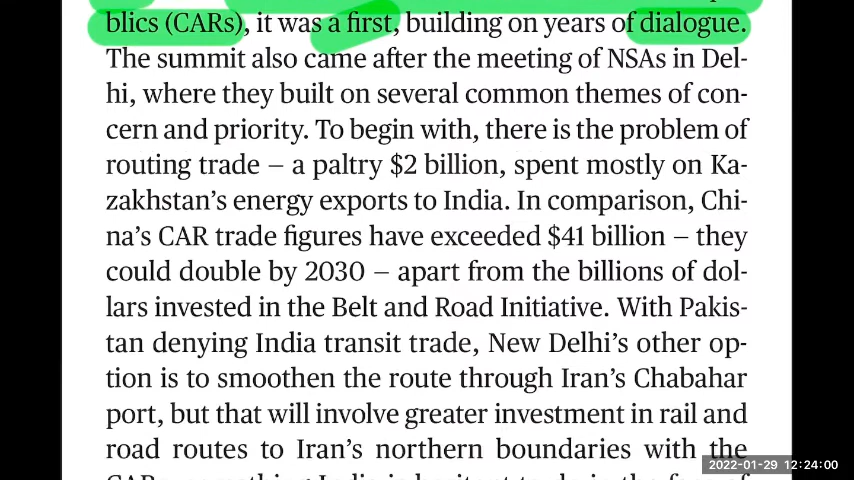 blics (CARs), it was a first, building on years of dialogue.
The summit also came after the meeting of NSAs in Del-
hi, where they built on several common themes of con-
cern and priority. To begin with, there is the problem of
routing trade — a paltry $2 billion, spent mostly on Ka-
zakhstan's energy exports to India. In comparison, Chi-
na's CAR trade figures have exceeded $41 billion — they
could double by 2030 — apart from the billions of dol-
lars invested in the Belt and Road Initiative. With Pakis-
tan denying India transit trade, New Delhi's other op-
tion is to smoothen the route through Iran's Chabahar
port, but that will involve greater investment in rail and
road routes to Iran's northern boundaries with the
2022-01-29 12:24:00